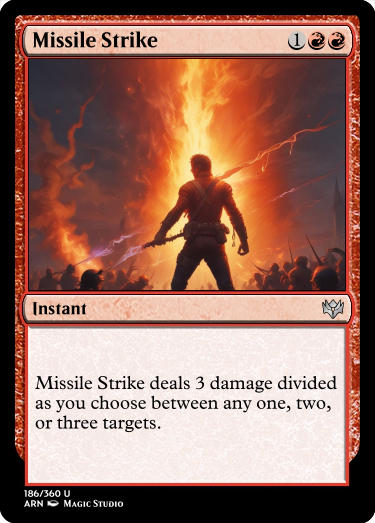 Missile Strike 1
Instant
Missile Strike deals 3 damage divided
as you choose between any one, two,
or three targets.
186/360 U
ARN Magic Studio